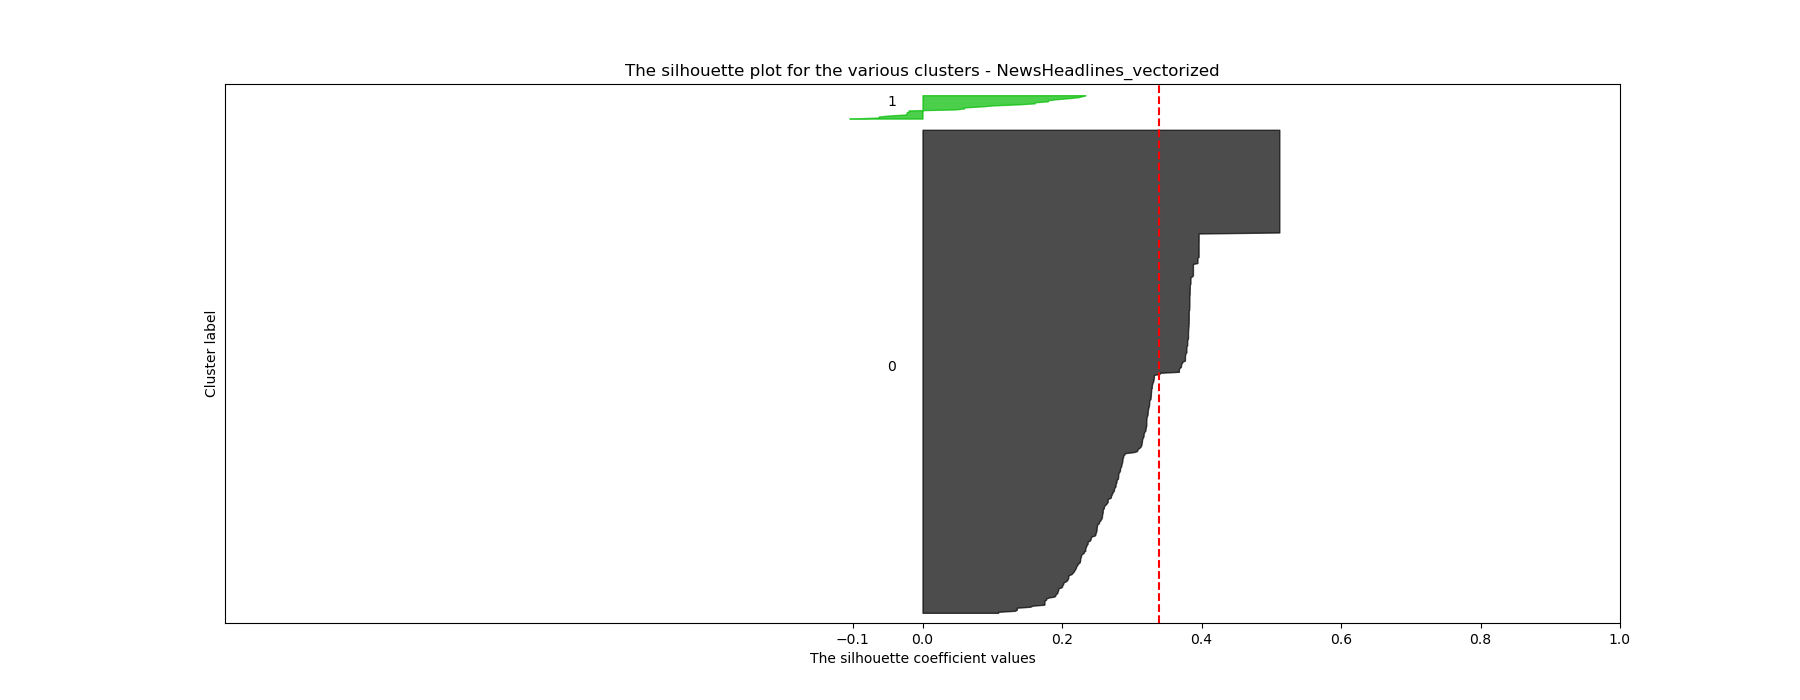 The silhouette plot for the various clusters - NewsHeadlines_vectorized
1
0
Cluster label
−0.1 0.0 0.2 0.4 0.6 0.8 1.0
The silhouette coefficient values